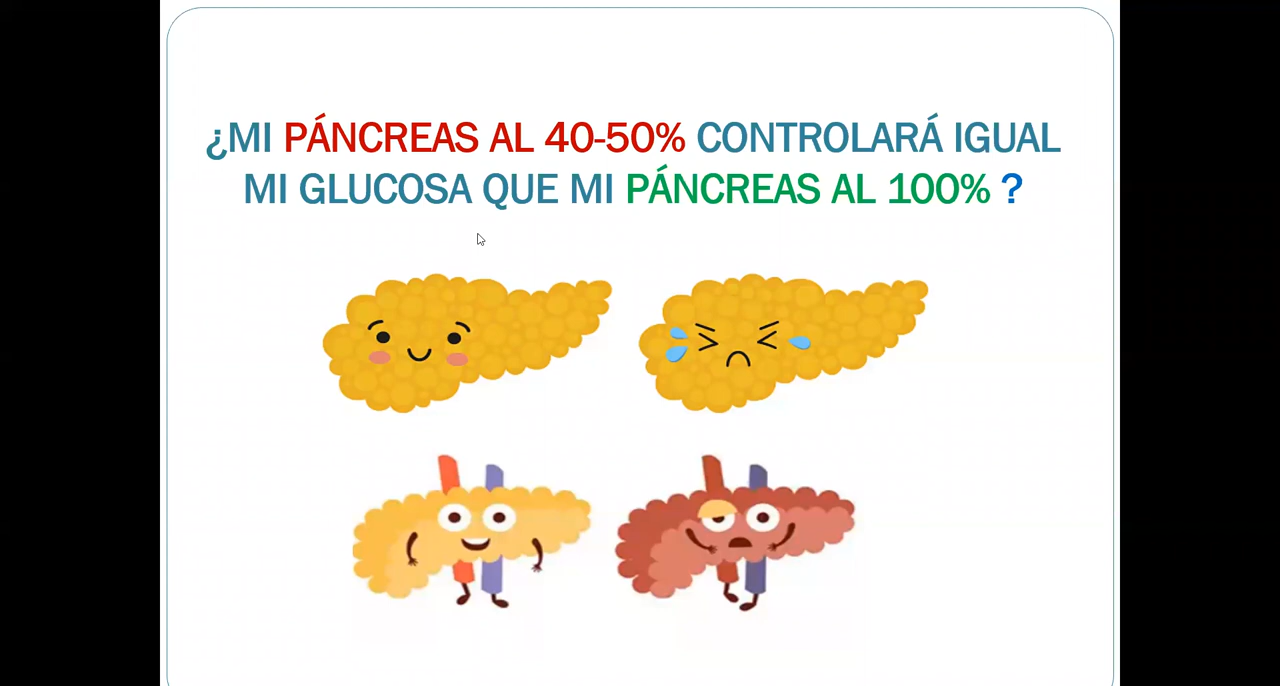 ¿MI PÁNCREAS AL 40-50% CONTROLARÁ IGUAL
MI GLUCOSA QUE MI PÁNCREAS AL 100% ?